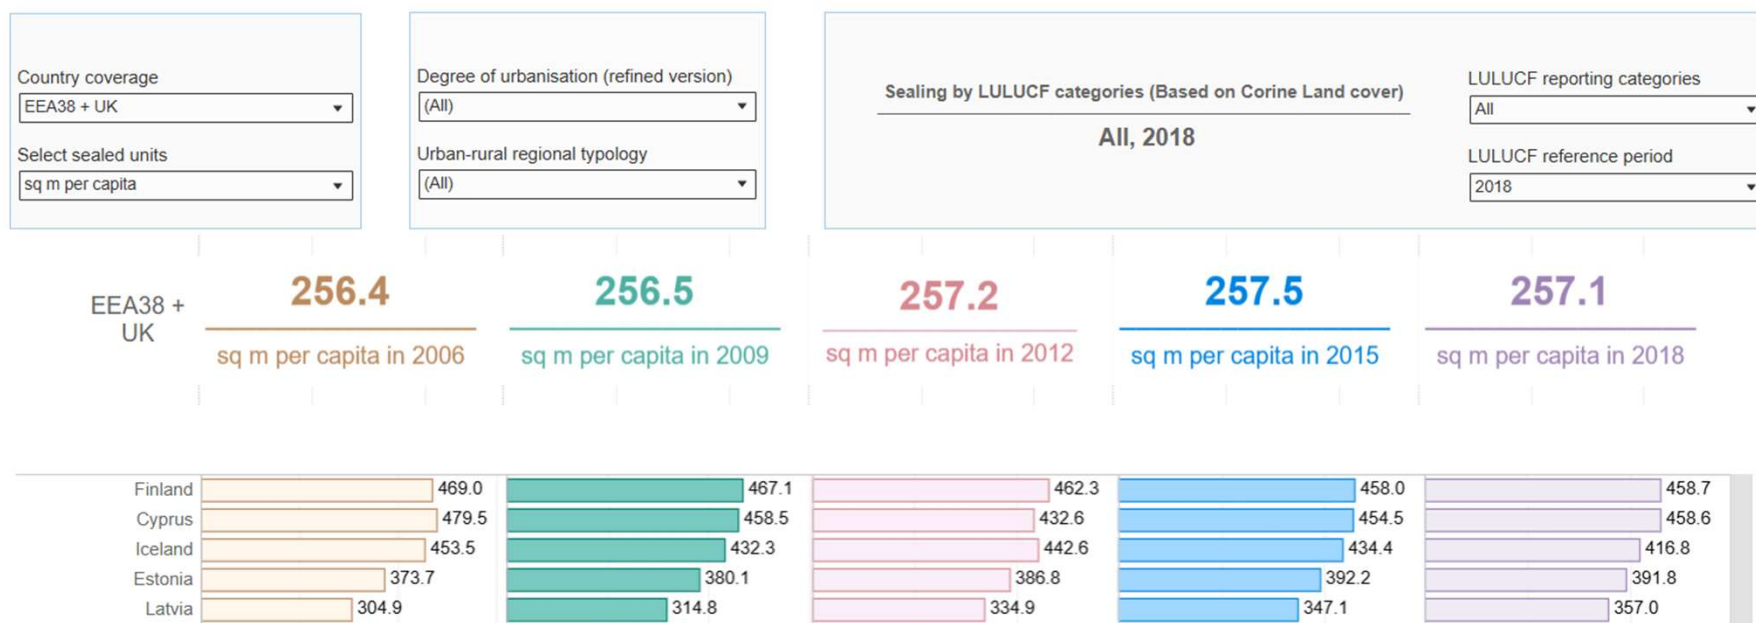 Country coverage
EEA38 + UK
Select sealed units
sq m per capita
Degree of urbanisation (refined version)
(All)
Urban-rural regional typology
(All)
Sealing by LULUCF categories (Based on Corine Land cover)
All, 2018
LULUCF reporting categories
All
LULUCF reference period
2018
EEA38 +
UK
256.4
sq m per capita in 2006
256.5
sq m per capita in 2009
257.2
sq m per capita in 2012
257.5
sq m per capita in 2015
257.1
sq m per capita in 2018
Finland 469.0 467.1 462.3 458.0 458.7
Cyprus 479.5 458.5 432.6 454.5 458.6
Iceland 453.5 432.3 442.6 434.4 416.8
Estonia 373.7 380.1 386.8 392.2 391.8
Latvia 304.9 314.8 334.9 347.1 357.0